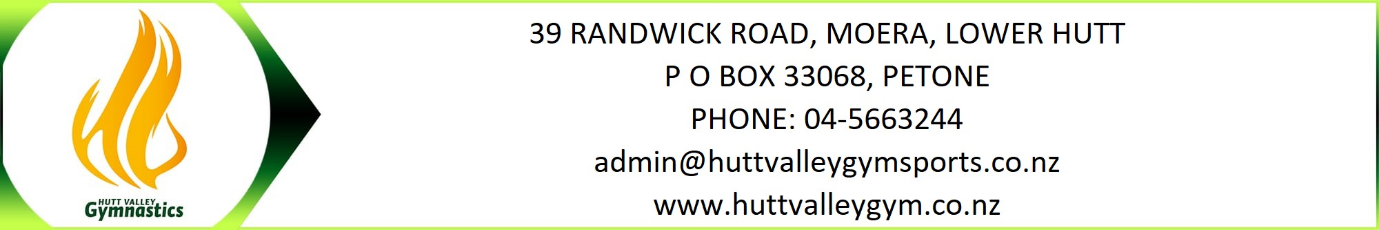 39 RANDWICK ROAD, MOERA, LOWER HUTT
P O BOX 33068, PETONE
PHONE: 04-5663244
admin@huttvalleygymsports.co.nz
www.huttvalleygym.co.nz
HUTT VALLEY
Gymnastics